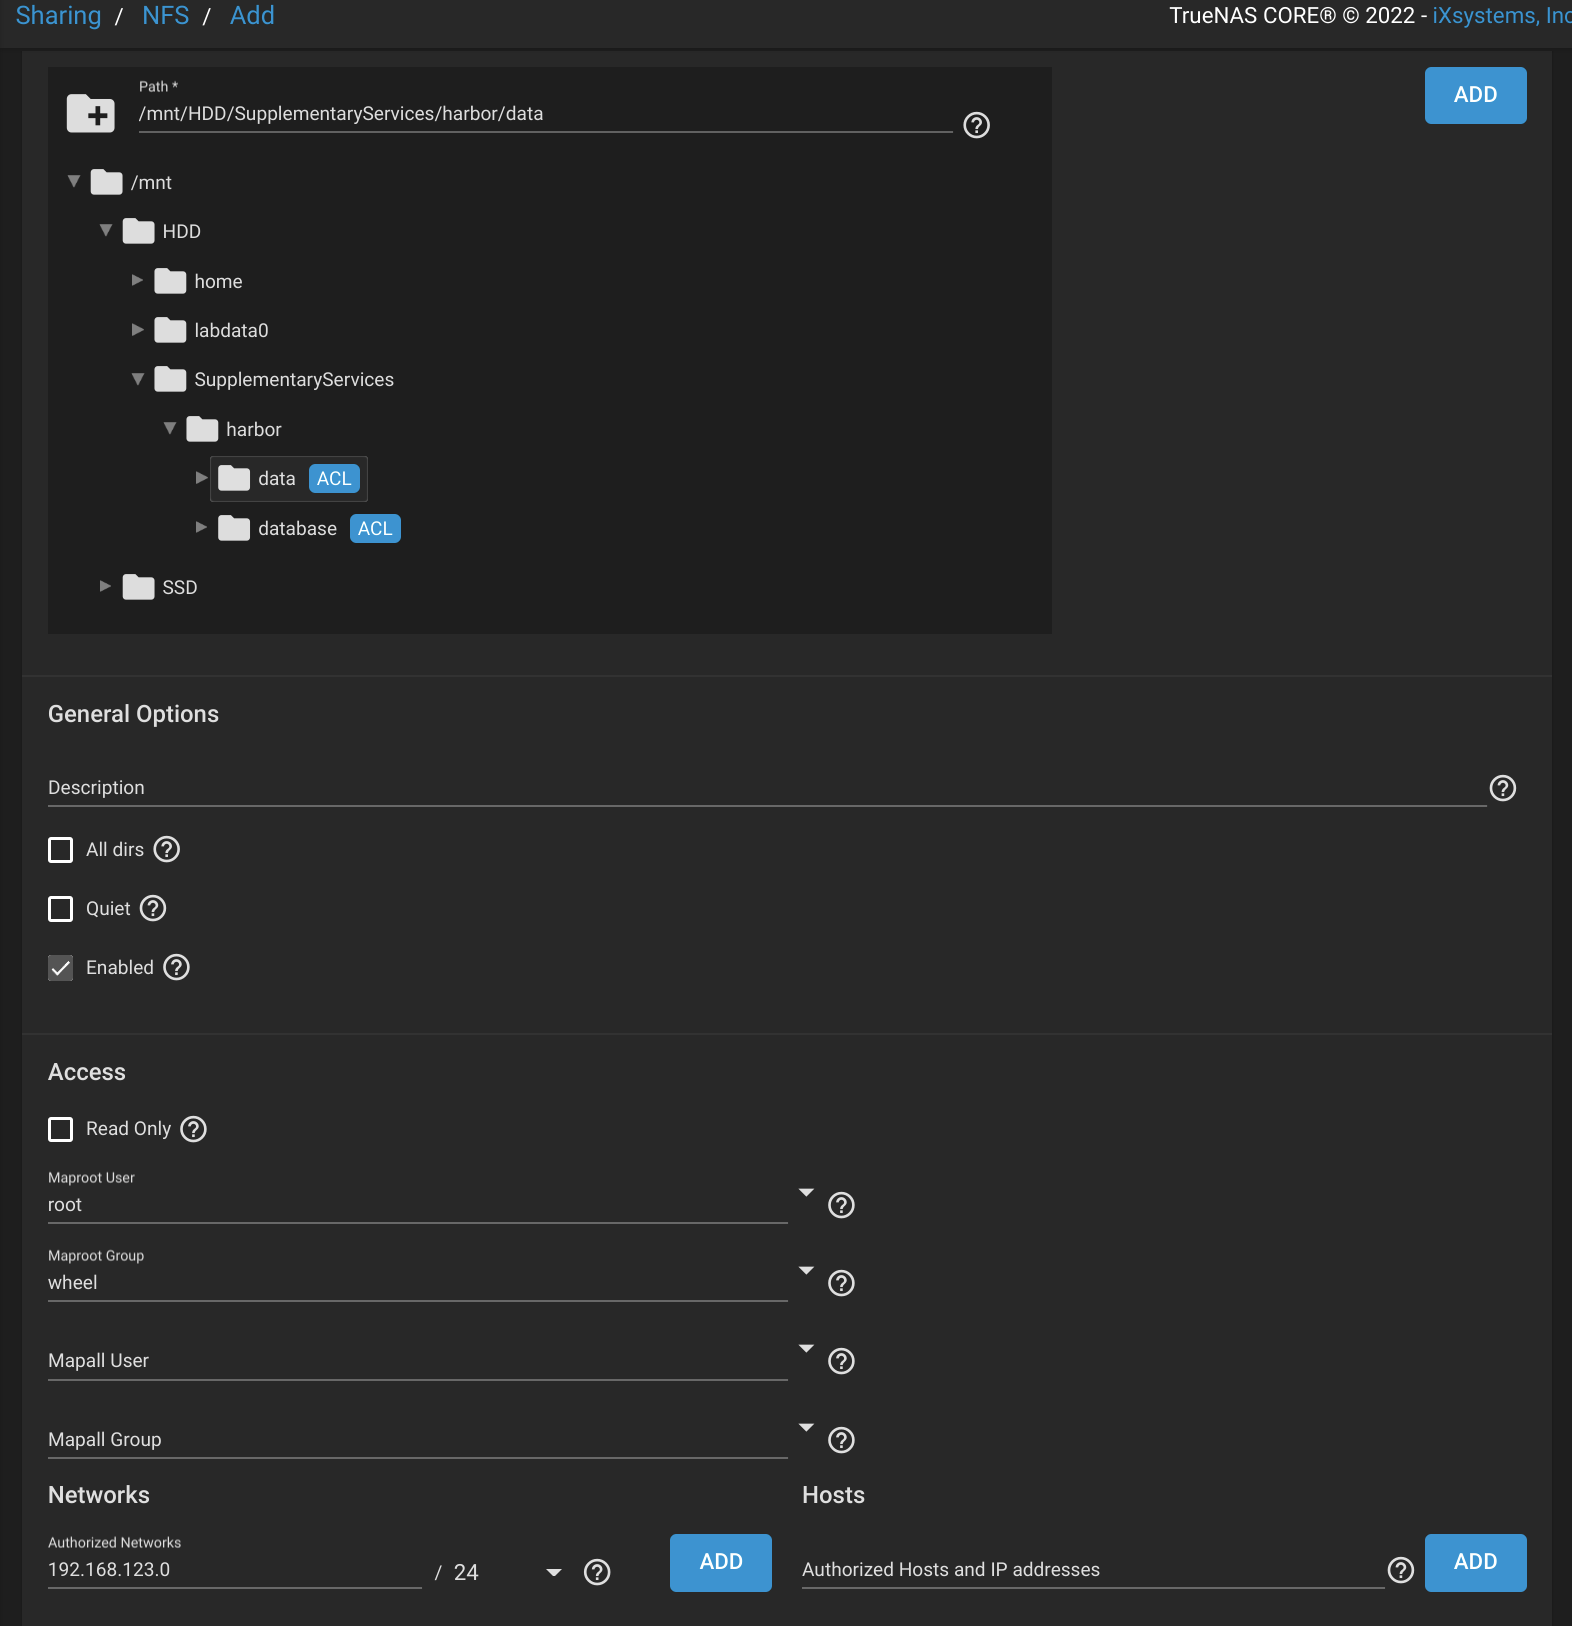 Sharing / NFS / Add
TrueNAS CORE® © 2022 - iXsystems, Inc
Path *
/mnt/HDD/SupplementaryServices/harbor/data
ADD
/mnt
HDD
home
labdata0
SupplementaryServices
harbor
data ACL
database ACL
SSD
General Options
Description
All dirs
Quiet
Enabled
Access
Read Only
Maproot User
root
Maproot Group
wheel
Mapall User
Mapall Group
Networks
Hosts
Authorized Networks
192.168.123.0 / 24
ADD
Authorized Hosts and IP addresses
ADD